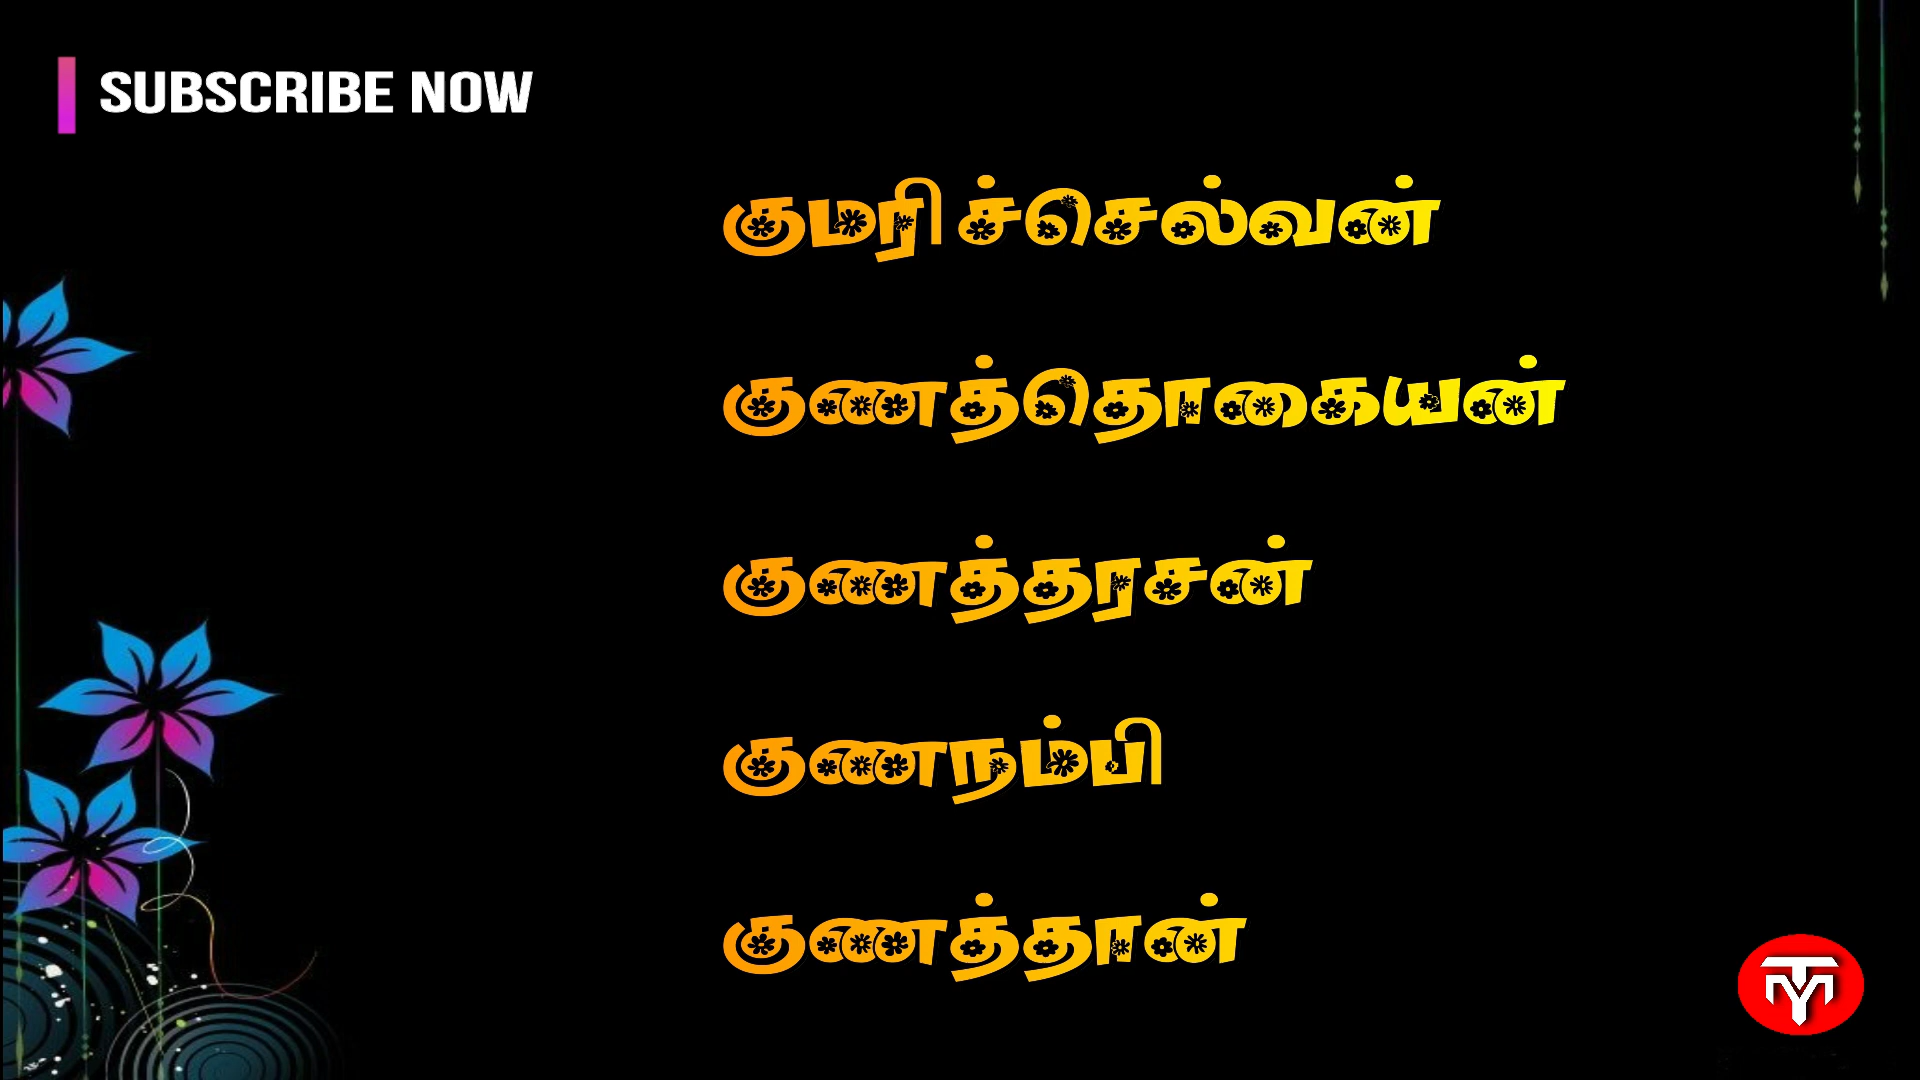 SUBSCRIBE NOW
குமரி ச்செல்வன்
குணத்தொகையன்
குணத்தரசன்
குணநம்பி
குணத்தான்